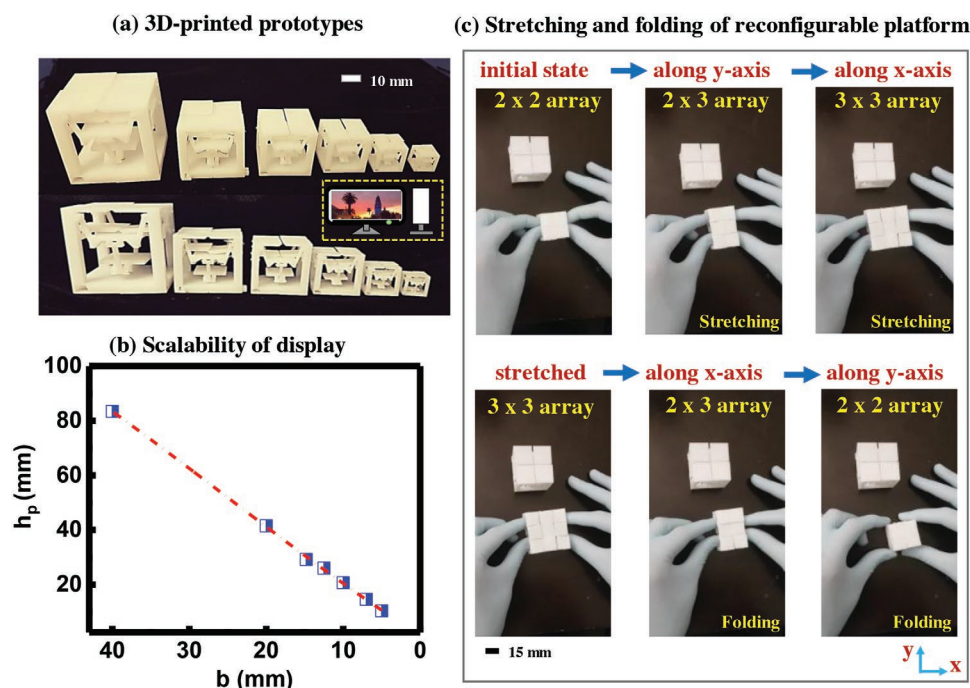 (a) 3D-printed prototypes
10 mm
(b) Scalability of display
100
80
60
40
20
h_p (mm)
40 30 20 10 0
b (mm)
(c) Stretching and folding of reconfigurable platform
initial state along y-axis along x-axis
2 x 2 array 2 x 3 array 3 x 3 array
Stretching Stretching
stretched along x-axis along y-axis
3 x 3 array 2 x 3 array 2 x 2 array
Folding Folding
15 mm
y
x